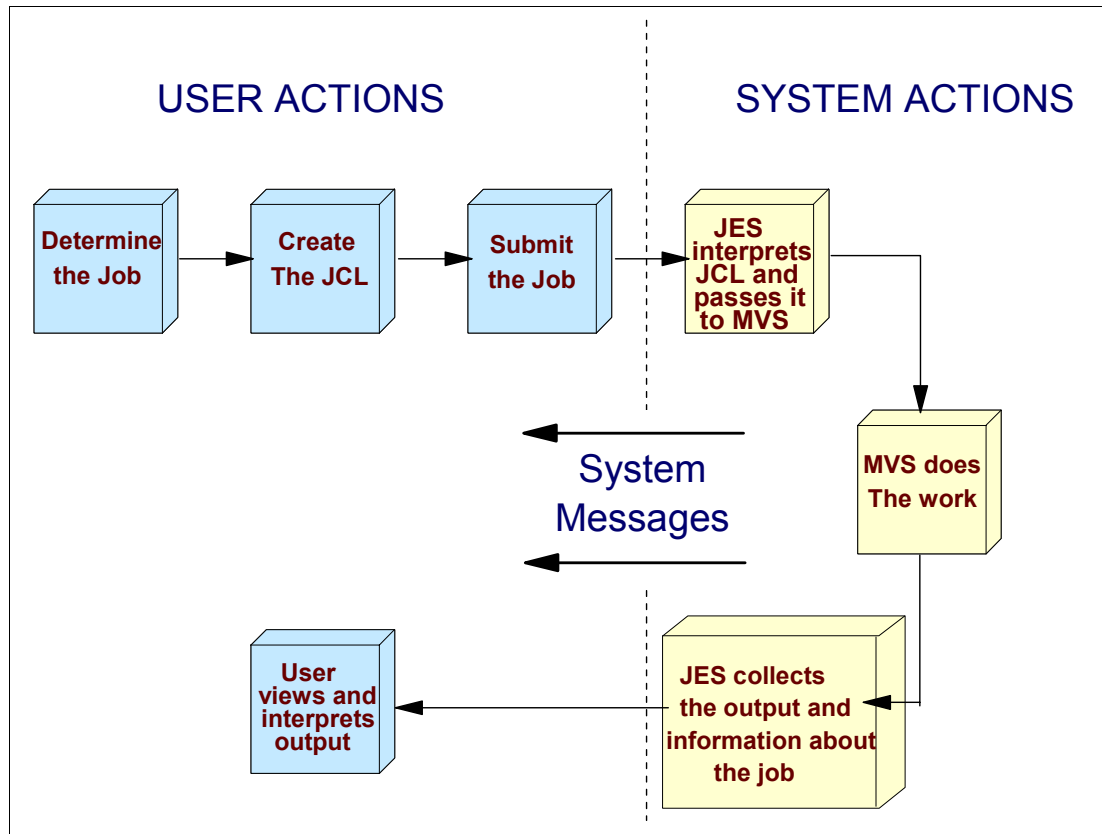 USER ACTIONS
SYSTEM ACTIONS
Determine
the Job
Create
The JCL
Submit
the Job
JES
interprets
JCL and
passes it
to MVS
MVS does
The work
System
Messages
User
views and
interprets
output
JES collects
the output and
information about
the job